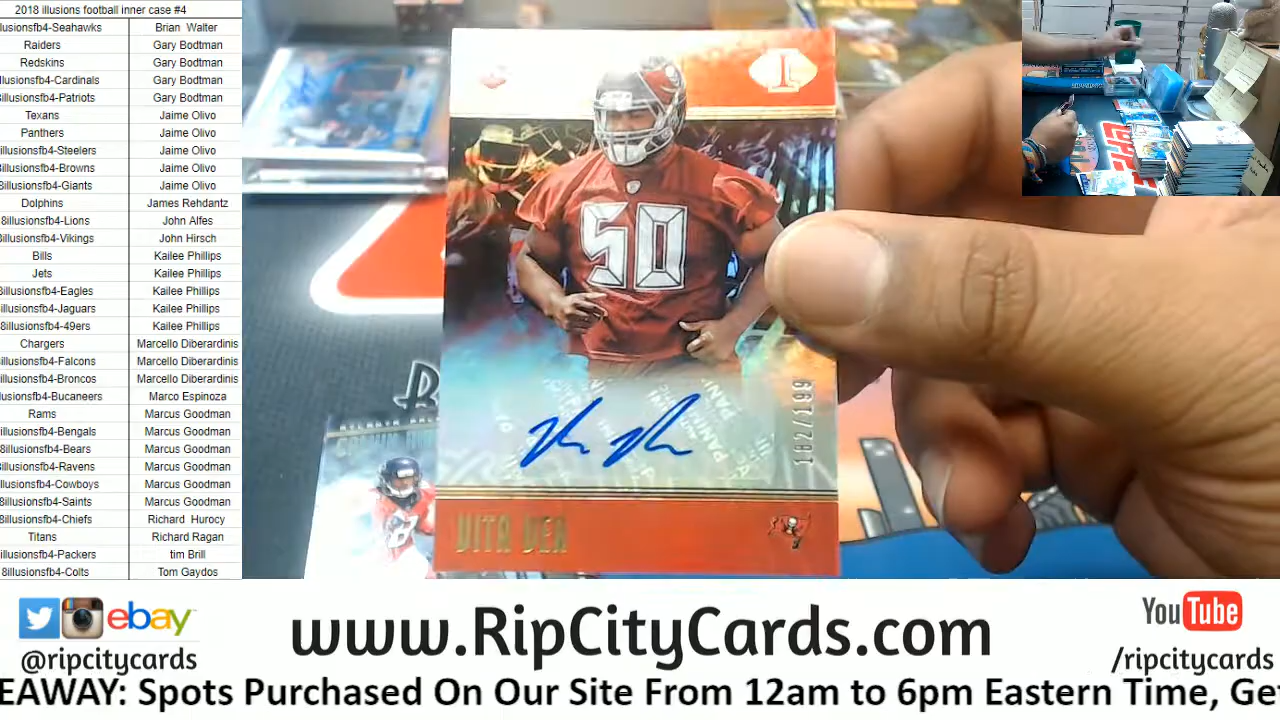 2018 illusions football inner case #4
lusionsfb4-Seahawks Brian Walter
Raiders Gary Bodtman
Redskins Gary Bodtman
llusionsfb4-Cardinals Gary Bodtman
illusionsfb4-Patriots Gary Bodtman
Texans Jaime Olivo
Panthers Jaime Olivo
illusionsfb4-Steelers Jaime Olivo
illusionsfb4-Browns Jaime Olivo
8illusionsfb4-Giants Jaime Olivo
Dolphins James Rehdantz
8illusionsfb4-Lions John Alfes
8illusionsfb4-Vikings John Hirsch
Bills Kailee Phillips
Jets Kailee Phillips
illusionsfb4-Eagles Kailee Phillips
illusionsfb4-Jaguars Kailee Phillips
8illusionsfb4-49ers Kailee Phillips
Chargers Marcello Diberardinis
illusionsfb4-Falcons Marcello Diberardinis
illusionsfb4-Broncos Marcello Diberardinis
usionsfb4-Bucaneers Marco Espinoza
Rams Marcus Goodman
illusionsfb4-Bengals Marcus Goodman
8illusionsfb4-Bears Marcus Goodman
illusionsfb4-Ravens Marcus Goodman
illusionsfb4-Cowboys Marcus Goodman
8illusionsfb4-Saints Marcus Goodman
8illusionsfb4-Chiefs Richard Hurocy
Titans Richard Ragan
illusionsfb4-Packers tim Brill
8illusionsfb4-Colts Tom Gaydos
50
182/199
VITA VEA
ebay
@ripcitycards
www.RipCityCards.com
YouTube
/ripcitycards
EAWAY: Spots Purchased On Our Site From 12am to 6pm Eastern Time, Ge